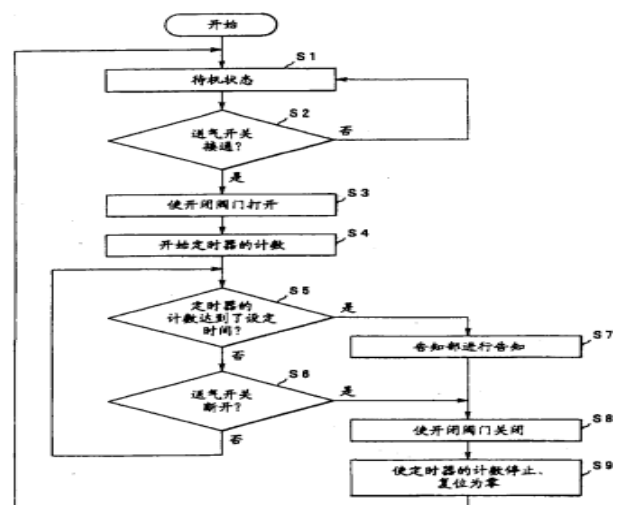 开始
S1
待机状态
S2
送气开关
接通?
否
是
S3
使开闭阀门打开
S4
开始定时器的计数
S5
定时器的
计数达到了设定
时间?
是
否
S7
告知部进行告知
S6
送气开关
断开?
是
否
S8
使开闭阀门关闭
S9
使定时器的计数停止、
复位为零